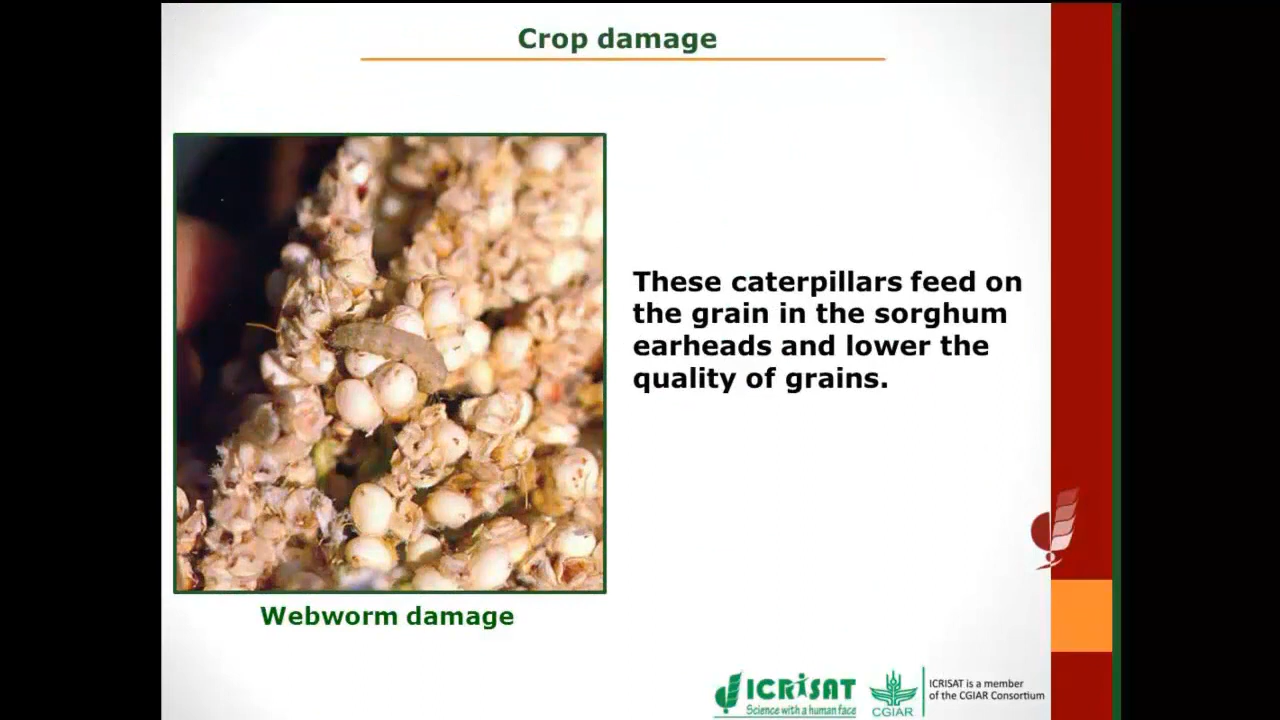 Crop damage
These caterpillars feed on
the grain in the sorghum
earheads and lower the
quality of grains.
Webworm damage
ICRISAT
Science with a human face
CGIAR
ICRISAT is a member
of the CGIAR Consortium